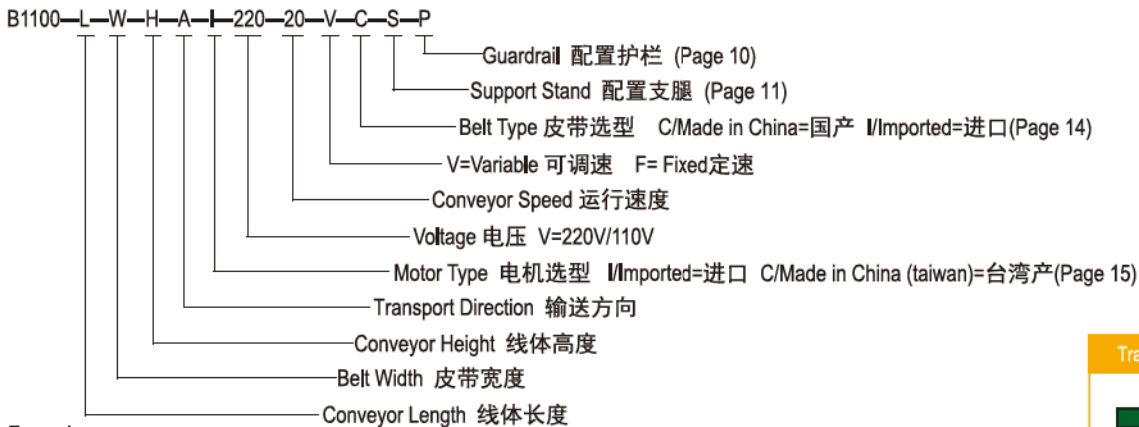 B1100—L—W—H—A—I—220—20—V—C—S—P
Guardrail 配置护栏 (Page 10)
Support Stand 配置支腿 (Page 11)
Belt Type 皮带选型 C/Made in China=国产 I/Imported=进口(Page 14)
V=Variable 可调速 F= Fixed定速
Conveyor Speed 运行速度
Voltage 电压 V=220V/110V
Motor Type 电机选型 I/Imported=进口 C/Made in China (taiwan)=台湾产(Page 15)
Transport Direction 输送方向
Conveyor Height 线体高度
Tra
Belt Width 皮带宽度
Conveyor Length 线体长度